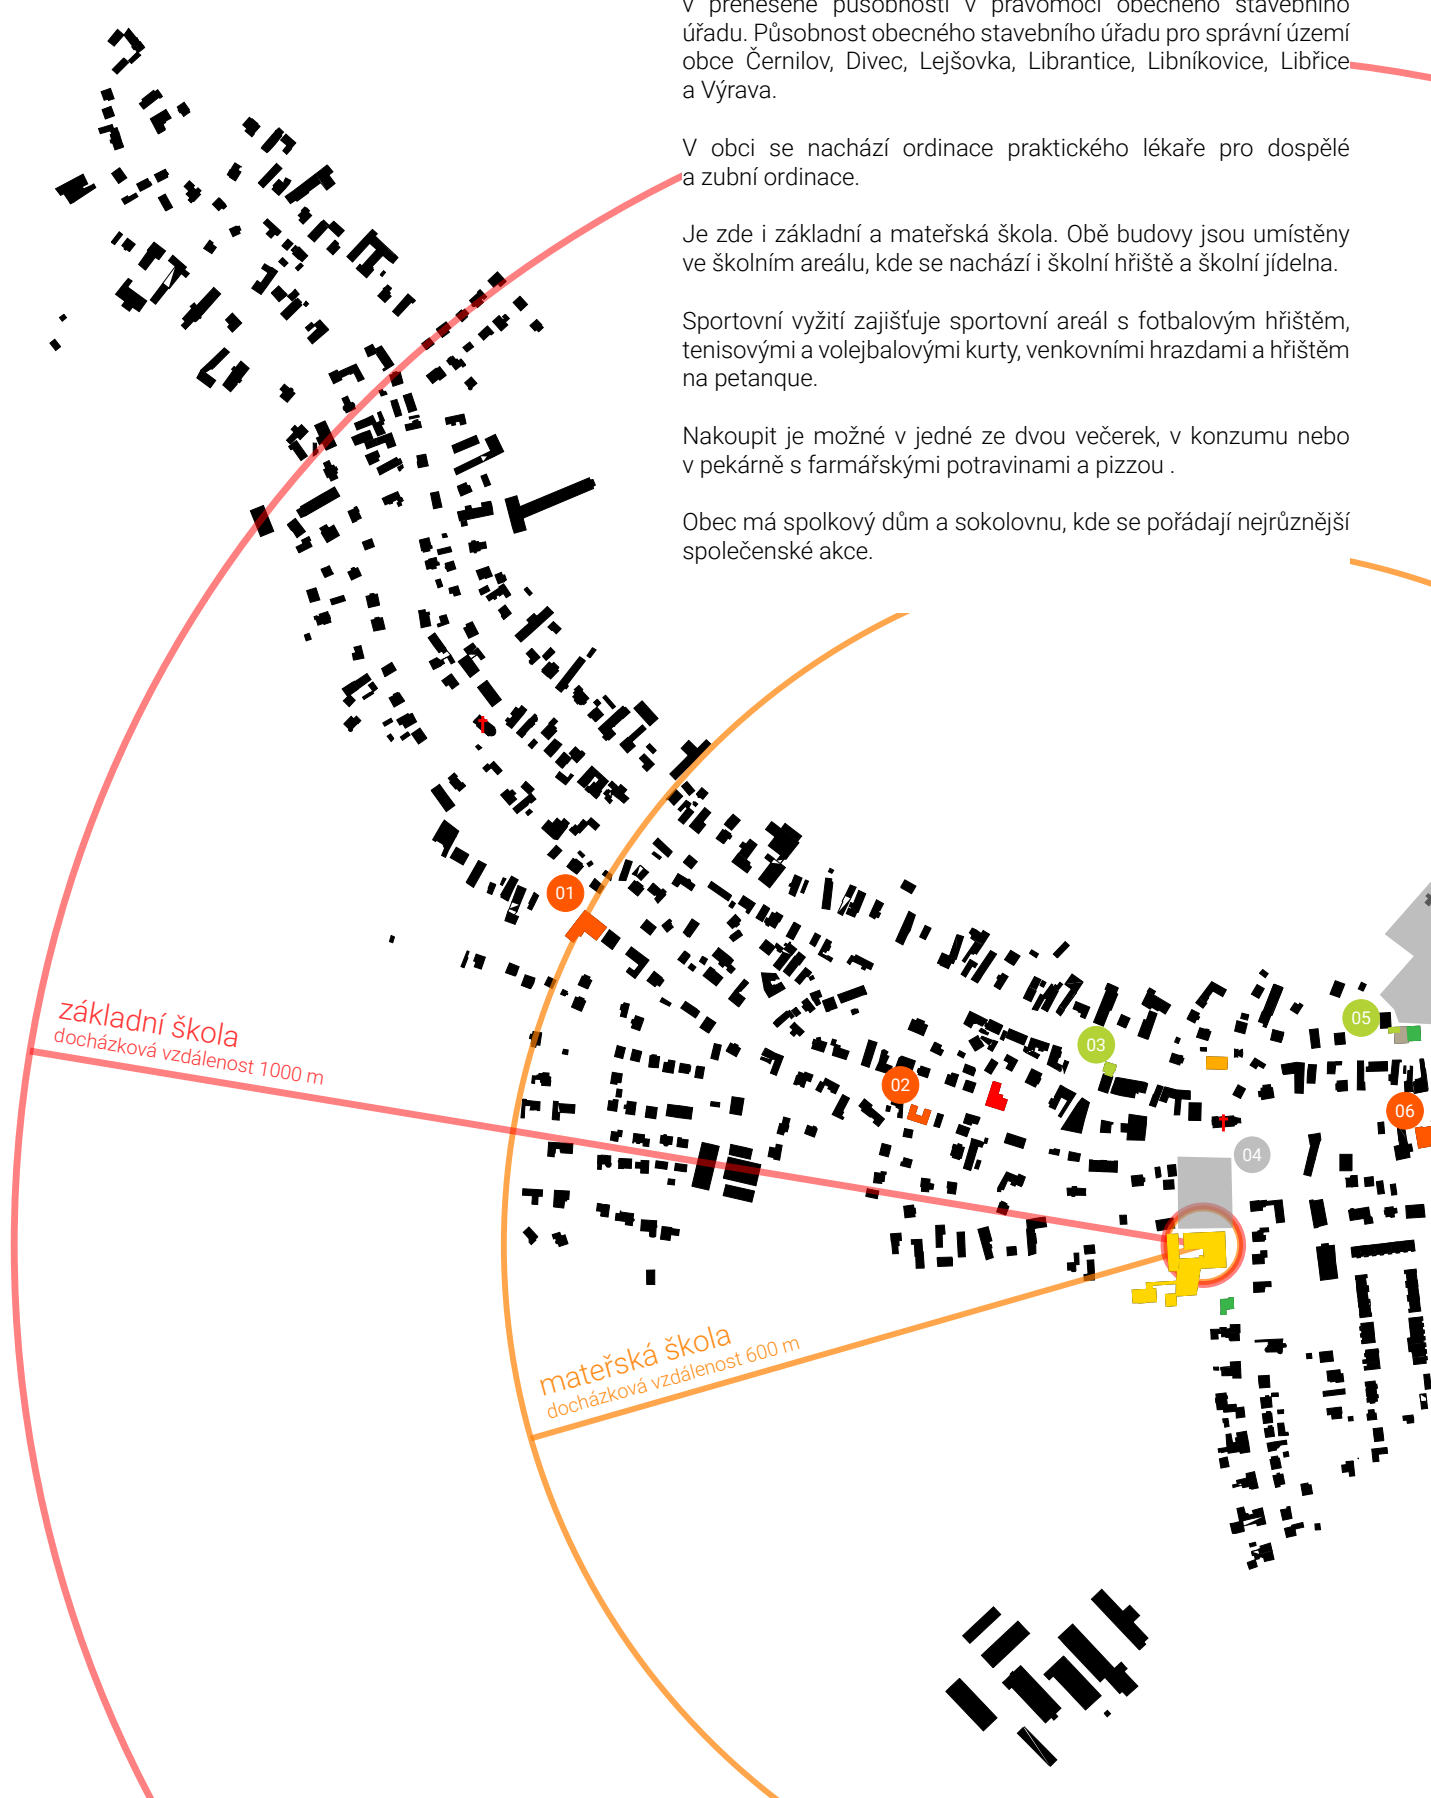 v přenesené působnosti v pravomoci obecného stavebního
úřadu. Působnost obecného stavebního úřadu pro správní území
obce Černilov, Divec, Lejšovka, Librantice, Libníkovice, Libřice
a Výrava.
V obci se nachází ordinace praktického lékaře pro dospělé
a zubní ordinace.
Je zde i základní a mateřská škola. Obě budovy jsou umístěny
ve školním areálu, kde se nachází i školní hřiště a školní jídelna.
Sportovní vyžití zajišťuje sportovní areál s fotbalovým hřištěm,
tenisovými a volejbalovými kurty, venkovními hrazdami a hřištěm
na petanque.
Nakoupit je možné v jedné ze dvou večerek, v konzumu nebo
v pekárně s farmářskými potravinami a pizzou .
Obec má spolkový dům a sokolovnu, kde se pořádají nejrůznější
společenské akce.
01
základní škola
docházková vzdálenost 1000 m
05
03
02
06
04
mateřská škola
docházková vzdálenost 600 m